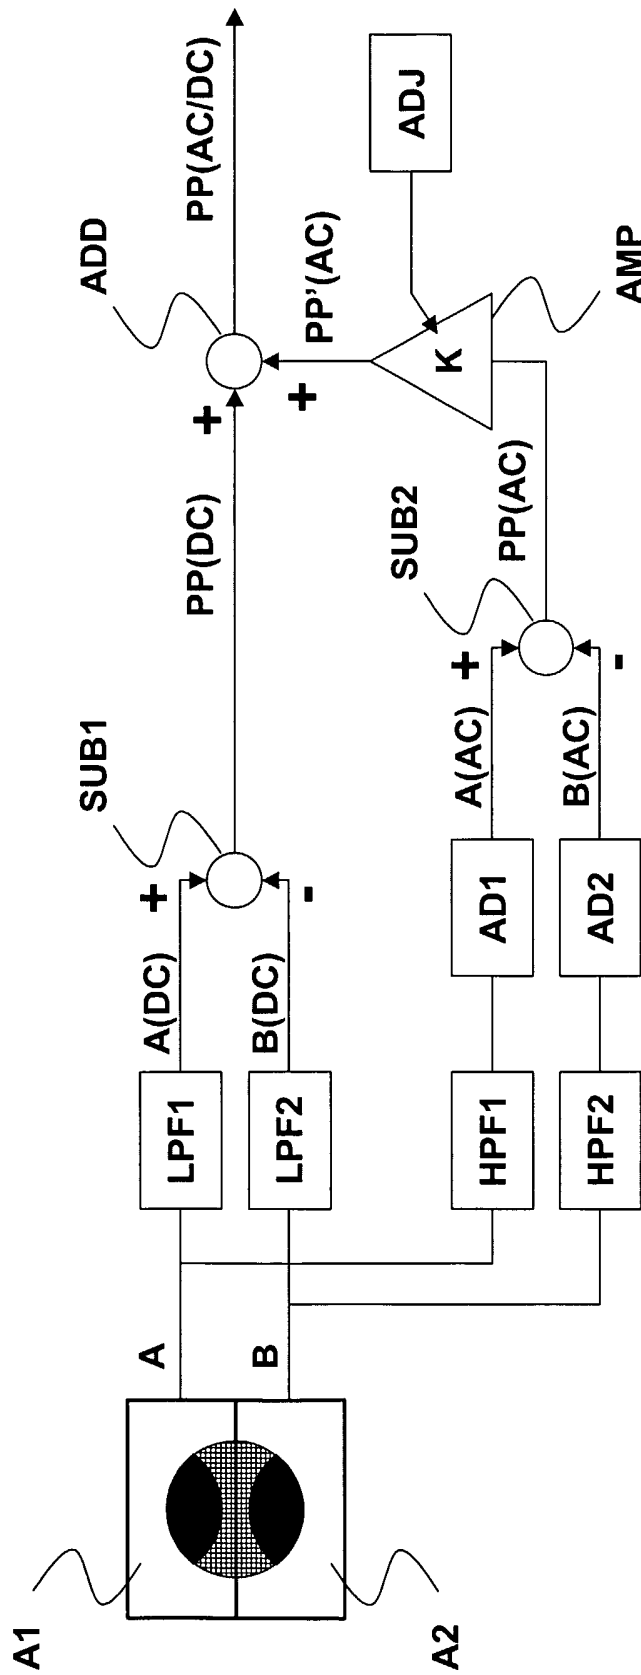 A1
A2
A
B
LPF1
LPF2
A(DC)
B(DC)
+
-
SUB1
PP(DC)
+
ADD
PP(AC/DC)
HPF1
HPF2
AD1
AD2
A(AC)
B(AC)
+
-
SUB2
PP(AC)
K
AMP
+
PP'(AC)
ADJ